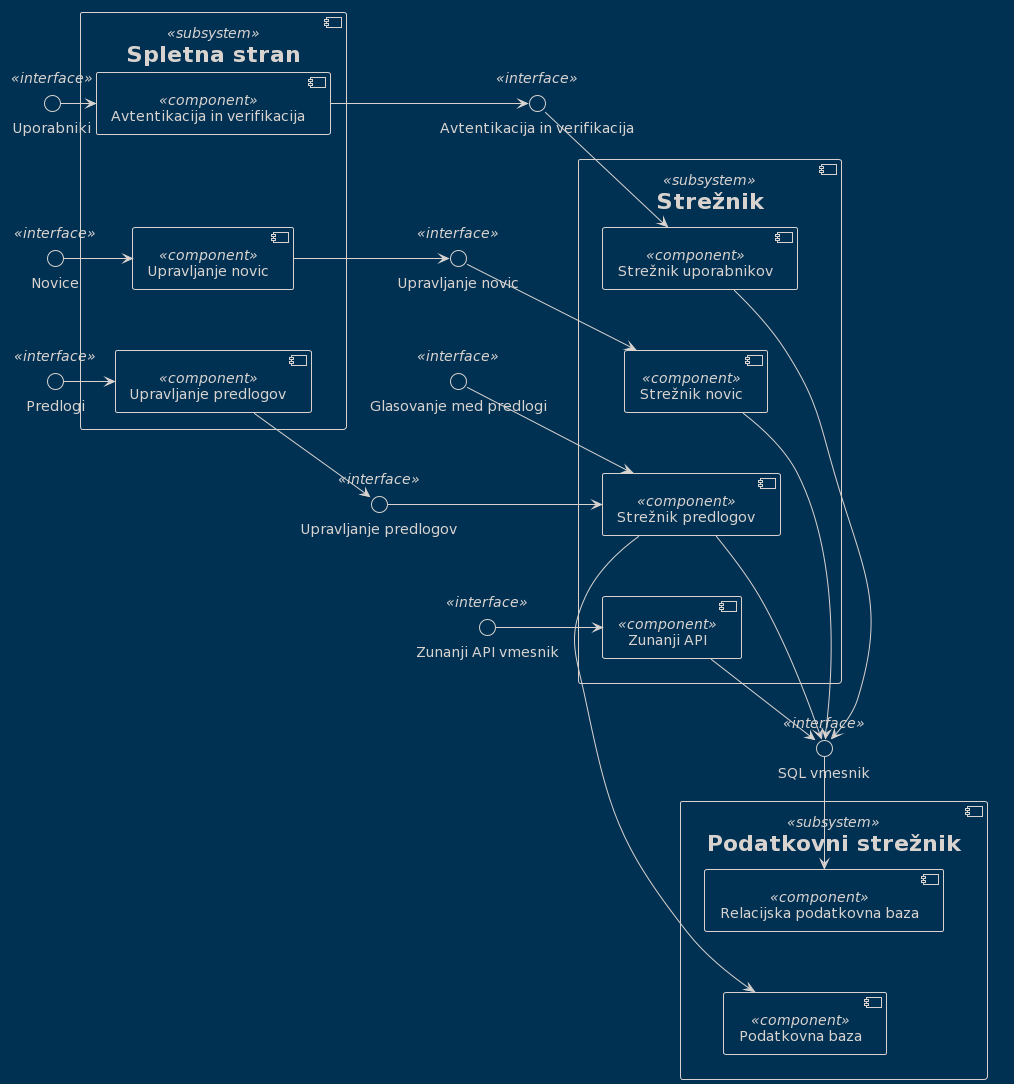 «subsystem»
Spletna stran
«interface»
Uporabniki
«component»
Avtentikacija in verifikacija
«interface»
Avtentikacija in verifikacija
«subsystem»
Strežnik
«interface»
Novice
«component»
Upravljanje novic
«interface»
Upravljanje novic
«component»
Strežnik uporabnikov
«interface»
Predlogi
«component»
Upravljanje predlogov
«interface»
Glasovanje med predlogi
«component»
Strežnik novic
«interface»
Upravljanje predlogov
«component»
Strežnik predlogov
«interface»
Zunanji API vmesnik
«component»
Zunanji API
«interface»
SQL vmesnik
«subsystem»
Podatkovni strežnik
«component»
Relacijska podatkovna baza
«component»
Podatkovna baza